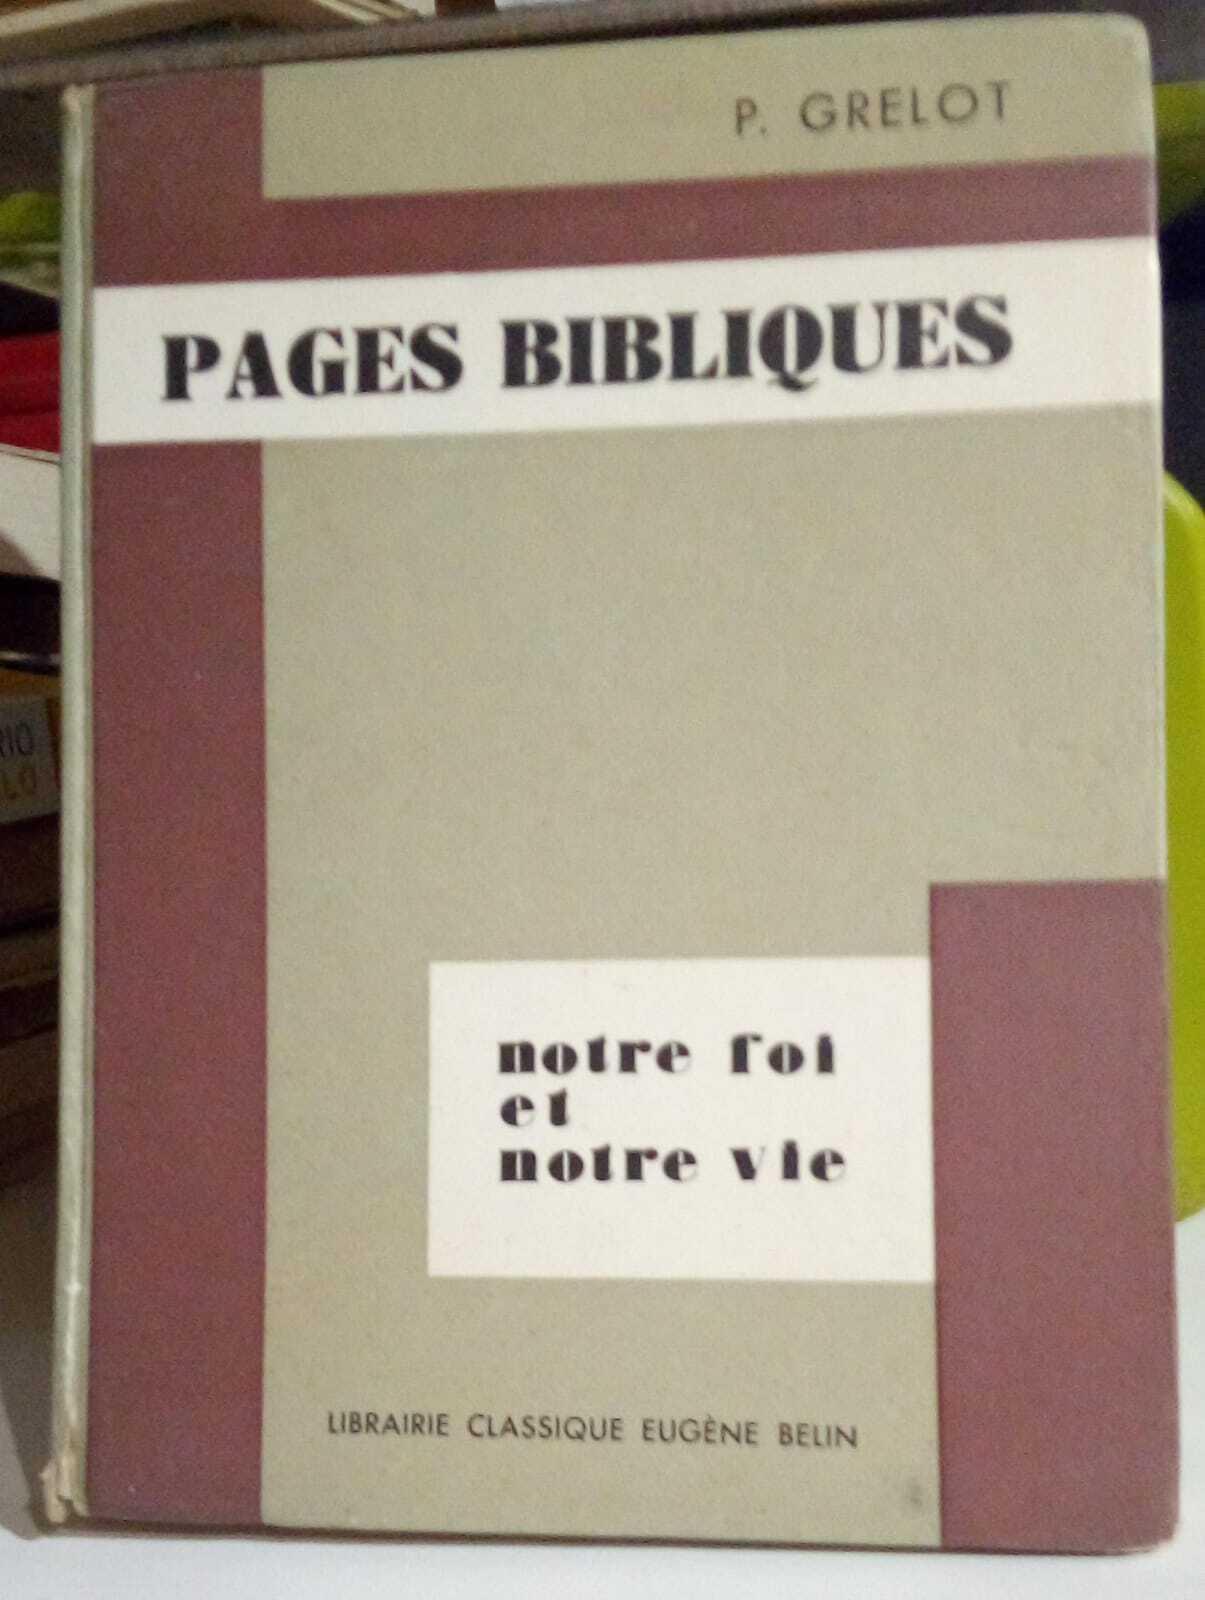 P. GRELOT
PAGES BIBLIQUES
notre foi
et
notre vie
LIBRAIRIE CLASSIQUE EUGÈNE BELIN